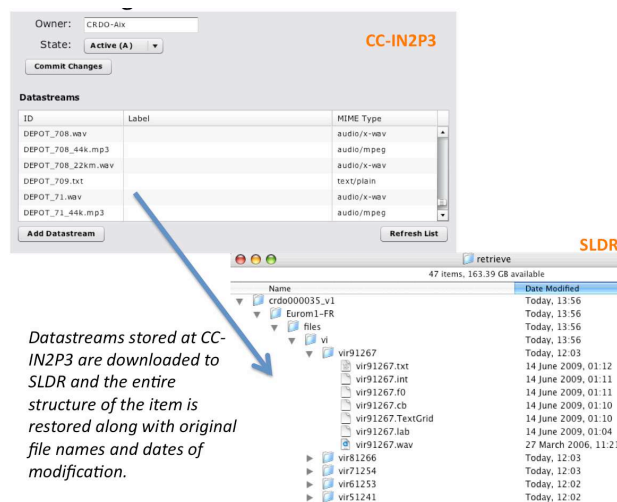 Owner: CRDO-Aix
State: Active (A)
CC-IN2P3
Commit Changes
Datastreams
ID Label MIME Type
DEPOT_708.wav audio/x-wav
DEPOT_708_44k.mp3 audio/mpeg
DEPOT_708_22km.wav audio/x-wav
DEPOT_709.txt text/plain
DEPOT_71.wav audio/x-wav
DEPOT_71_44k.mp3 audio/mpeg
Add Datastream Refresh List
SLDR
retrieve
47 items, 163.39 GB available
Name Date Modified
crdo000035_v1 Today, 13:56
Eurom1-FR Today, 13:56
files Today, 13:56
vi Today, 13:56
vir91267 Today, 12:03
vir91267.txt 14 June 2009, 01:12
vir91267.int 14 June 2009, 01:11
vir91267.f0 14 June 2009, 01:11
vir91267.cb 14 June 2009, 01:10
vir91267.TextGrid 14 June 2009, 01:10
vir91267.lab 14 June 2009, 01:04
vir91267.wav 27 March 2006, 11:21
vir81266 Today, 12:03
vir71254 Today, 12:03
vir61253 Today, 12:02
vir51241 Today, 12:02
Datastreams stored at CC-
IN2P3 are downloaded to
SLDR and the entire
structure of the item is
restored along with original
file names and dates of
modification.